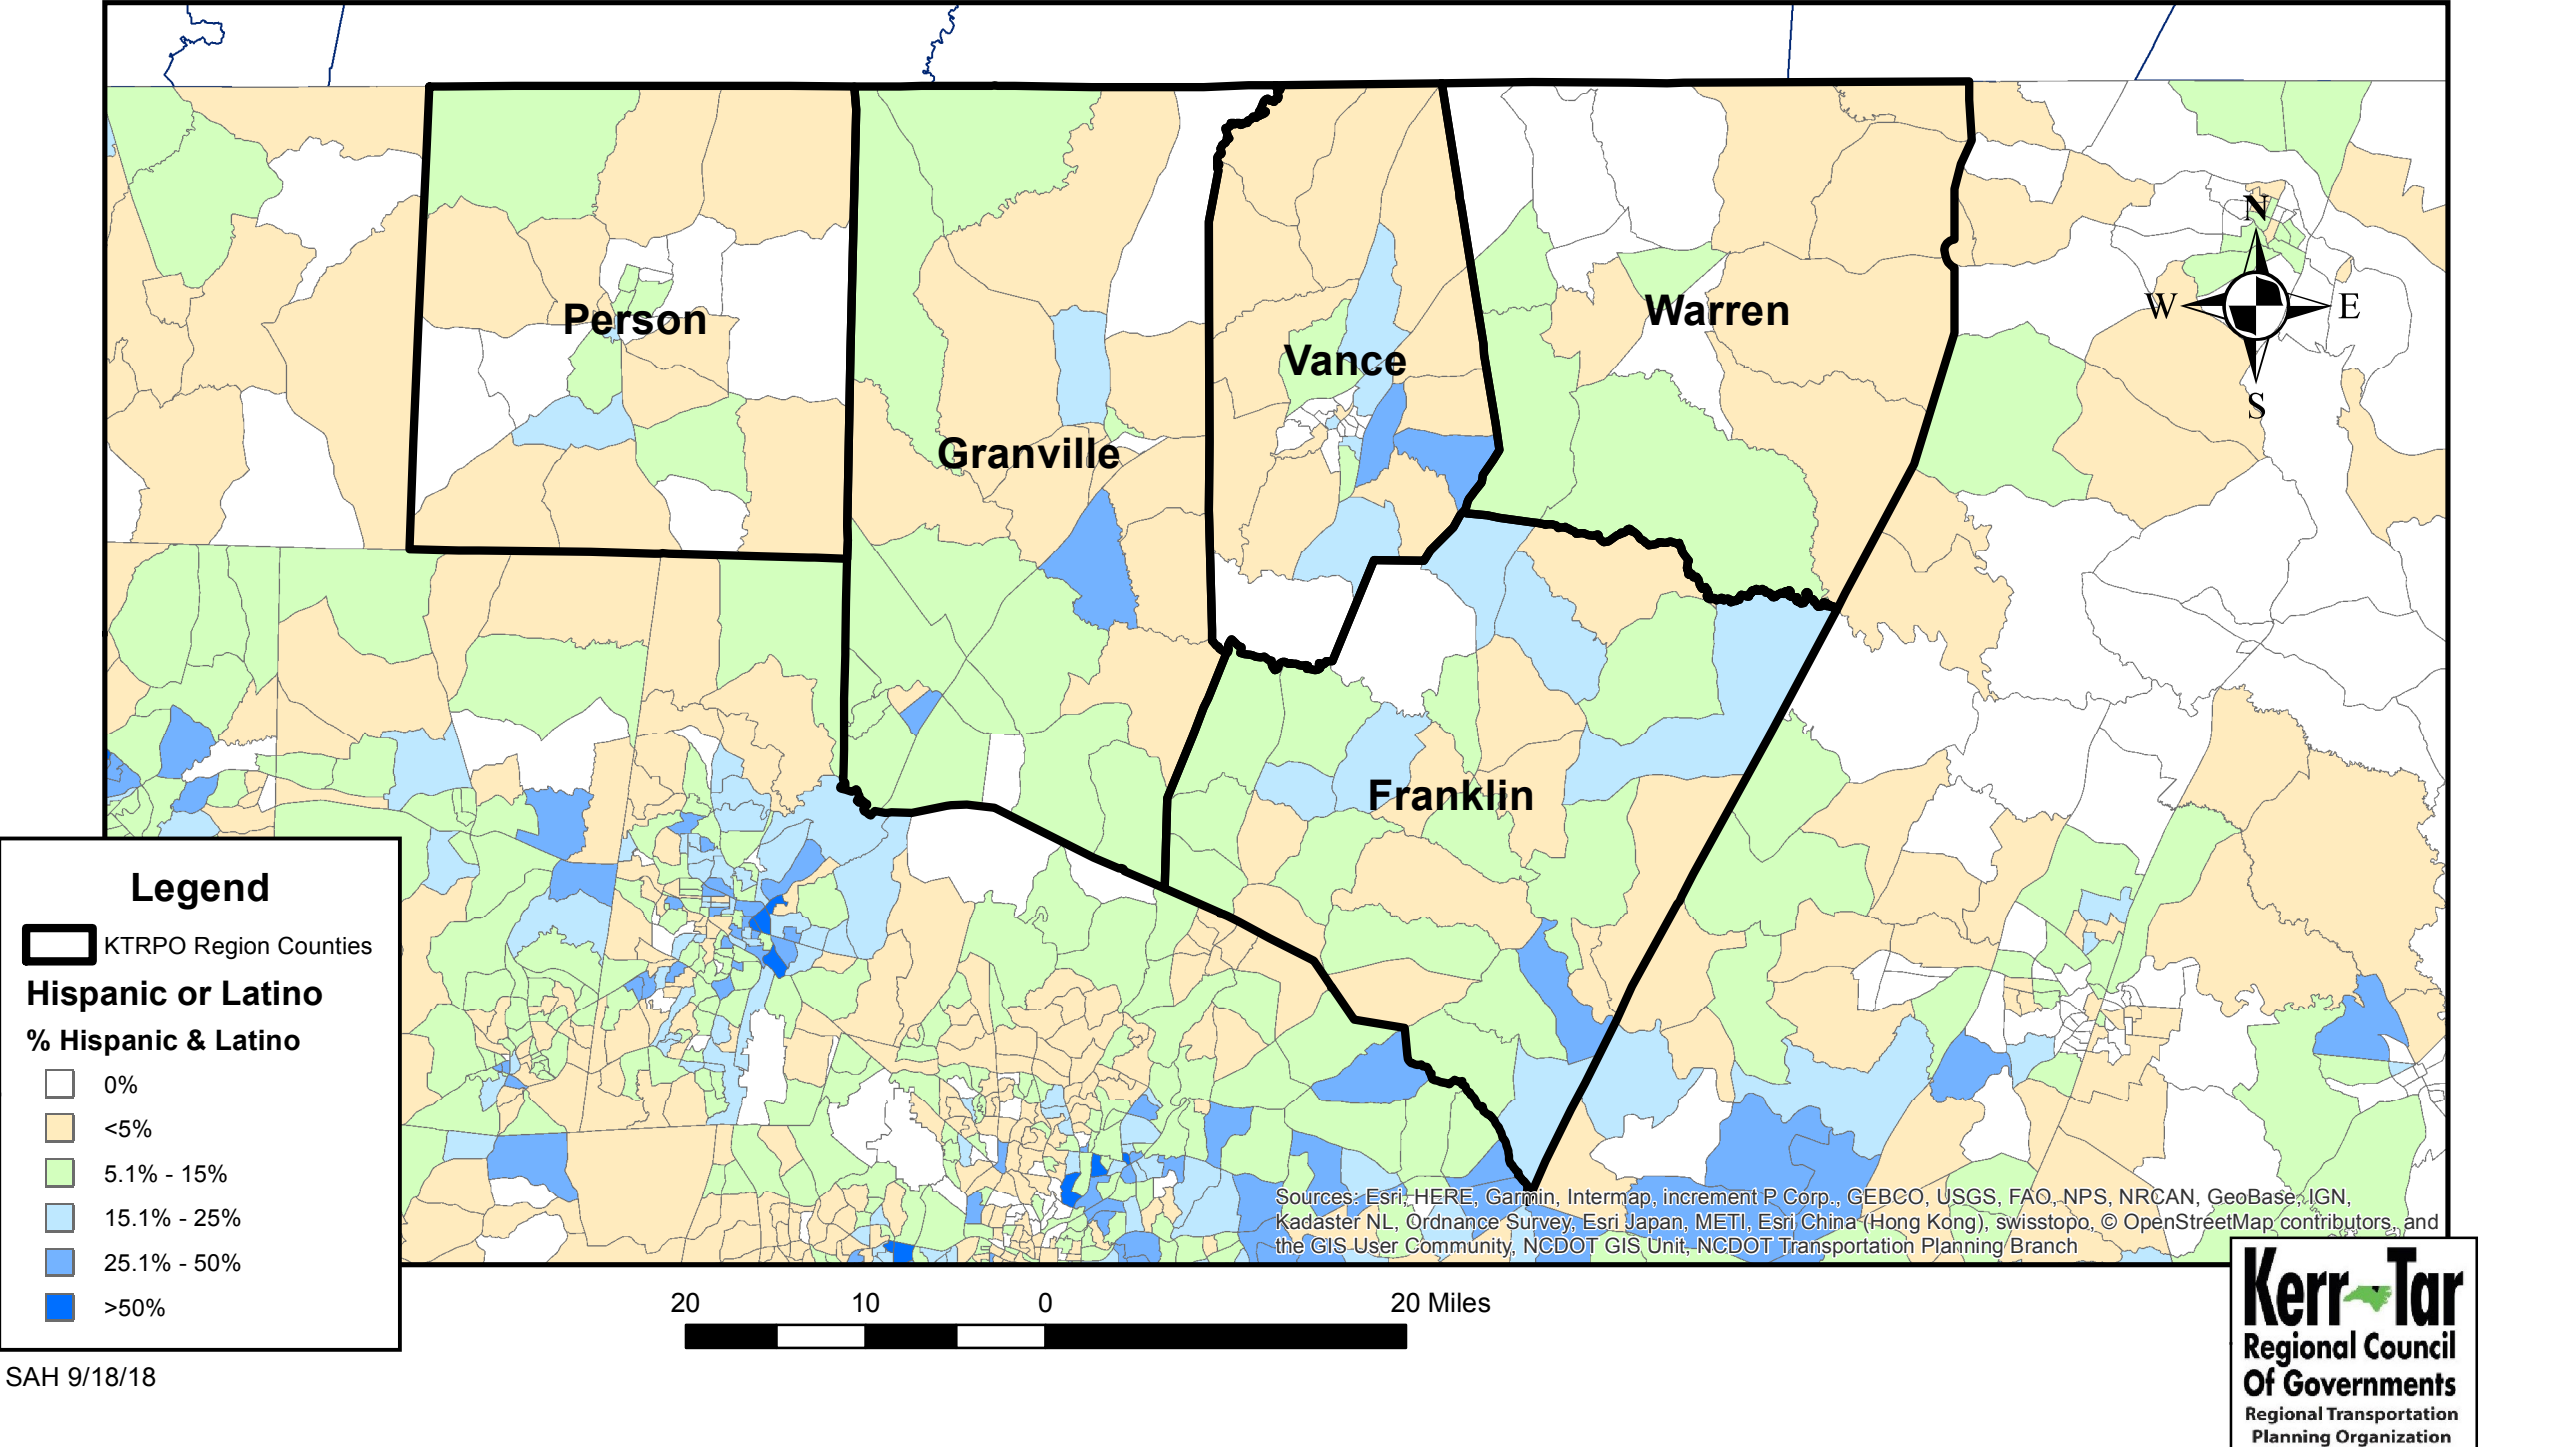 N
W
E
S
Person
Warren
Vance
Granville
Franklin
Legend
KTRPO Region Counties
Hispanic or Latino
% Hispanic & Latino
0%
<5%
5.1% - 15%
15.1% - 25%
25.1% - 50%
>50%
Sources: Esri, HERE, Garmin, Intermap, increment P Corp., GEBCO, USGS, FAO, NPS, NRCAN, GeoBase, IGN,
Kadaster NL, Ordnance Survey, Esri Japan, METI, Esri China (Hong Kong), swisstopo, © OpenStreetMap contributors, and
the GIS User Community, NCDOT GIS Unit, NCDOT Transportation Planning Branch
20 10 0 20 Miles
SAH 9/18/18
Kerr Tar
Regional Council
Of Governments
Regional Transportation
Planning Organization